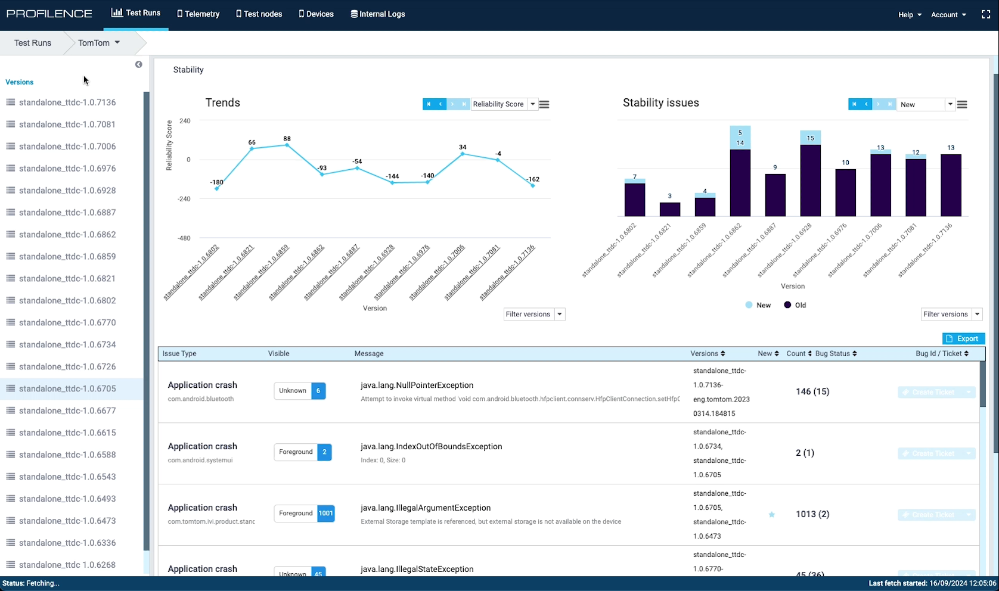 PROFILENCE
Test Runs
Telemetry
Test nodes
Devices
Internal Logs
Help
Account
Test Runs
TomTom
Versions
standalone_ttdc-1.0.7136
standalone_ttdc-1.0.7081
standalone_ttdc-1.0.7006
standalone_ttdc-1.0.6976
standalone_ttdc-1.0.6928
standalone_ttdc-1.0.6887
standalone_ttdc-1.0.6862
standalone_ttdc-1.0.6859
standalone_ttdc-1.0.6821
standalone_ttdc-1.0.6802
standalone_ttdc-1.0.6770
standalone_ttdc-1.0.6734
standalone_ttdc-1.0.6726
standalone_ttdc-1.0.6705
standalone_ttdc-1.0.6677
standalone_ttdc-1.0.6615
standalone_ttdc-1.0.6588
standalone_ttdc-1.0.6543
standalone_ttdc-1.0.6493
standalone_ttdc-1.0.6473
standalone_ttdc-1.0.6336
standalone_ttdc 1.0.6268
Stability
Trends
Reliability Score
Reliability Score
240
0
-240
-480
-180
66
88
-93
-54
-144
-140
34
-4
-162
standalone_ttdc-1.0.6802
standalone_ttdc-1.0.6821
standalone_ttdc-1.0.6859
standalone_ttdc-1.0.6862
standalone_ttdc-1.0.6887
standalone_ttdc-1.0.6928
standalone_ttdc-1.0.6976
standalone_ttdc-1.0.7006
standalone_ttdc-1.0.7081
standalone_ttdc-1.0.7136
Version
Filter versions
Stability issues
New
7
3
4
5
14
9
15
10
13
12
13
standalone_ttdc-1.0.6802
standalone_ttdc-1.0.6821
standalone_ttdc-1.0.6859
standalone_ttdc-1.0.6862
standalone_ttdc-1.0.6887
standalone_ttdc-1.0.6928
standalone_ttdc-1.0.6976
standalone_ttdc-1.0.7006
standalone_ttdc-1.0.7081
standalone_ttdc-1.0.7136
Version
New
Old
Filter versions
Export
Issue Type Visible Message Versions New Count Bug Status Bug Id / Ticket
Application crash
com.android.bluetooth
Unknown 6
java.lang.NullPointerException
Attempt to invoke virtual method 'void com.android.bluetooth.hfpclient.connserv.HfpClientConnection.setHfpC
standalone_ttdc-
1.0.7136-
eng.tomtom.2023
0314.184815
146 (15)
Create Ticket
Application crash
com.android.systemui
Foreground 2
java.lang.IndexOutOfBoundsException
Index: 0, Size: 0
standalone_ttdc-
1.0.6734,
standalone_ttdc-
1.0.6705
2 (1)
Create Ticket
Application crash
com.tomtom.ivi.product.stanc
Foreground 1001
java.lang.IllegalArgumentException
External Storage template is referenced, but external storage is not available on the device
standalone_ttdc-
1.0.6705,
standalone_ttdc-
1.0.6473
1013 (2)
Create Ticket
Application crash
Unknown 45
java.lang.IllegalStateException
standalone_ttdc-
1.0.6770-
45 (36)
Create Ticket
Status: Fetching...
Last fetch started: 16/09/2024 12:05:06